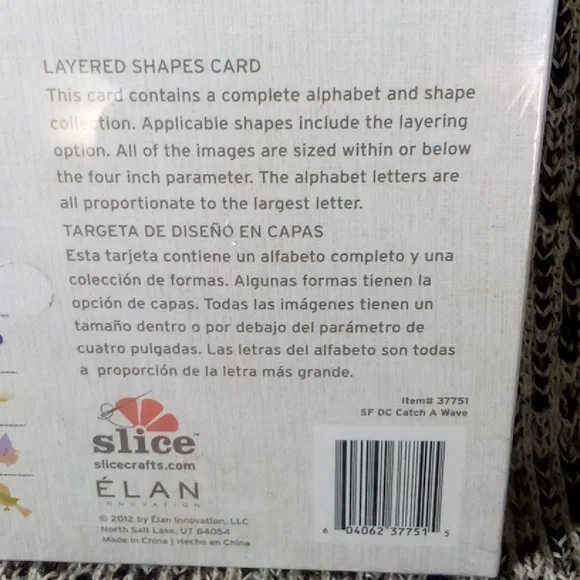 LAYERED SHAPES CARD
This card contains a complete alphabet and shape
collection. Applicable shapes include the layering
option. All of the images are sized within or below
the four inch parameter. The alphabet letters are
all proportionate to the largest letter.
TARGETA DE DISEÑO EN CAPAS
Esta tarjeta contiene un alfabeto completo y una
colección de formas. Algunas formas tienen la
opción de capas. Todas las imágenes tienen un
tamaño dentro o por debajo del parámetro de
cuatro pulgadas. Las letras del alfabeto son todas
a proporción de la letra más grande.
Item# 37751
SF DC Catch A Wave
slice™
slicecrafts.com
ÉLAN
INNOVATION
© 2012 by Élan Innovation, LLC
North Salt Lake, UT 84054
Made in China | Hecho en China
6 04062 37751 5